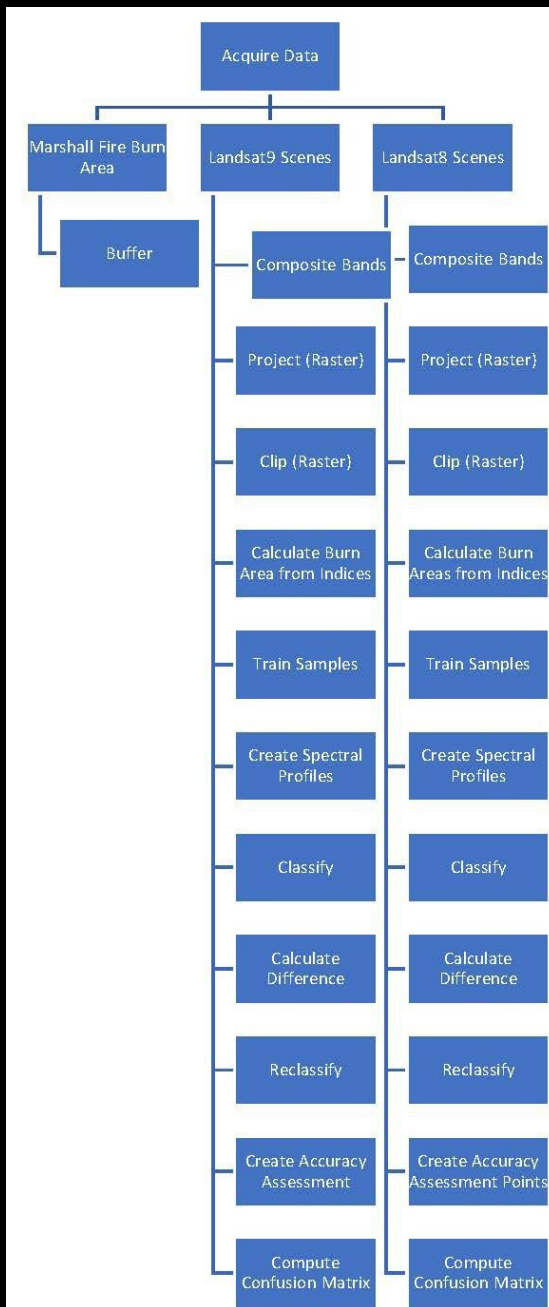 Acquire Data
Marshall Fire Burn
Area
Landsat9 Scenes
Landsat8 Scenes
Buffer
Composite Bands
Composite Bands
Project (Raster)
Project (Raster)
Clip (Raster)
Clip (Raster)
Calculate Burn
Area from Indices
Calculate Burn
Areas from Indices
Train Samples
Train Samples
Create Spectral
Profiles
Create Spectral
Profiles
Classify
Classify
Calculate
Difference
Calculate
Difference
Reclassify
Reclassify
Create Accuracy
Assessment
Create Accuracy
Assessment Points
Compute
Confusion Matrix
Compute
Confusion Matrix